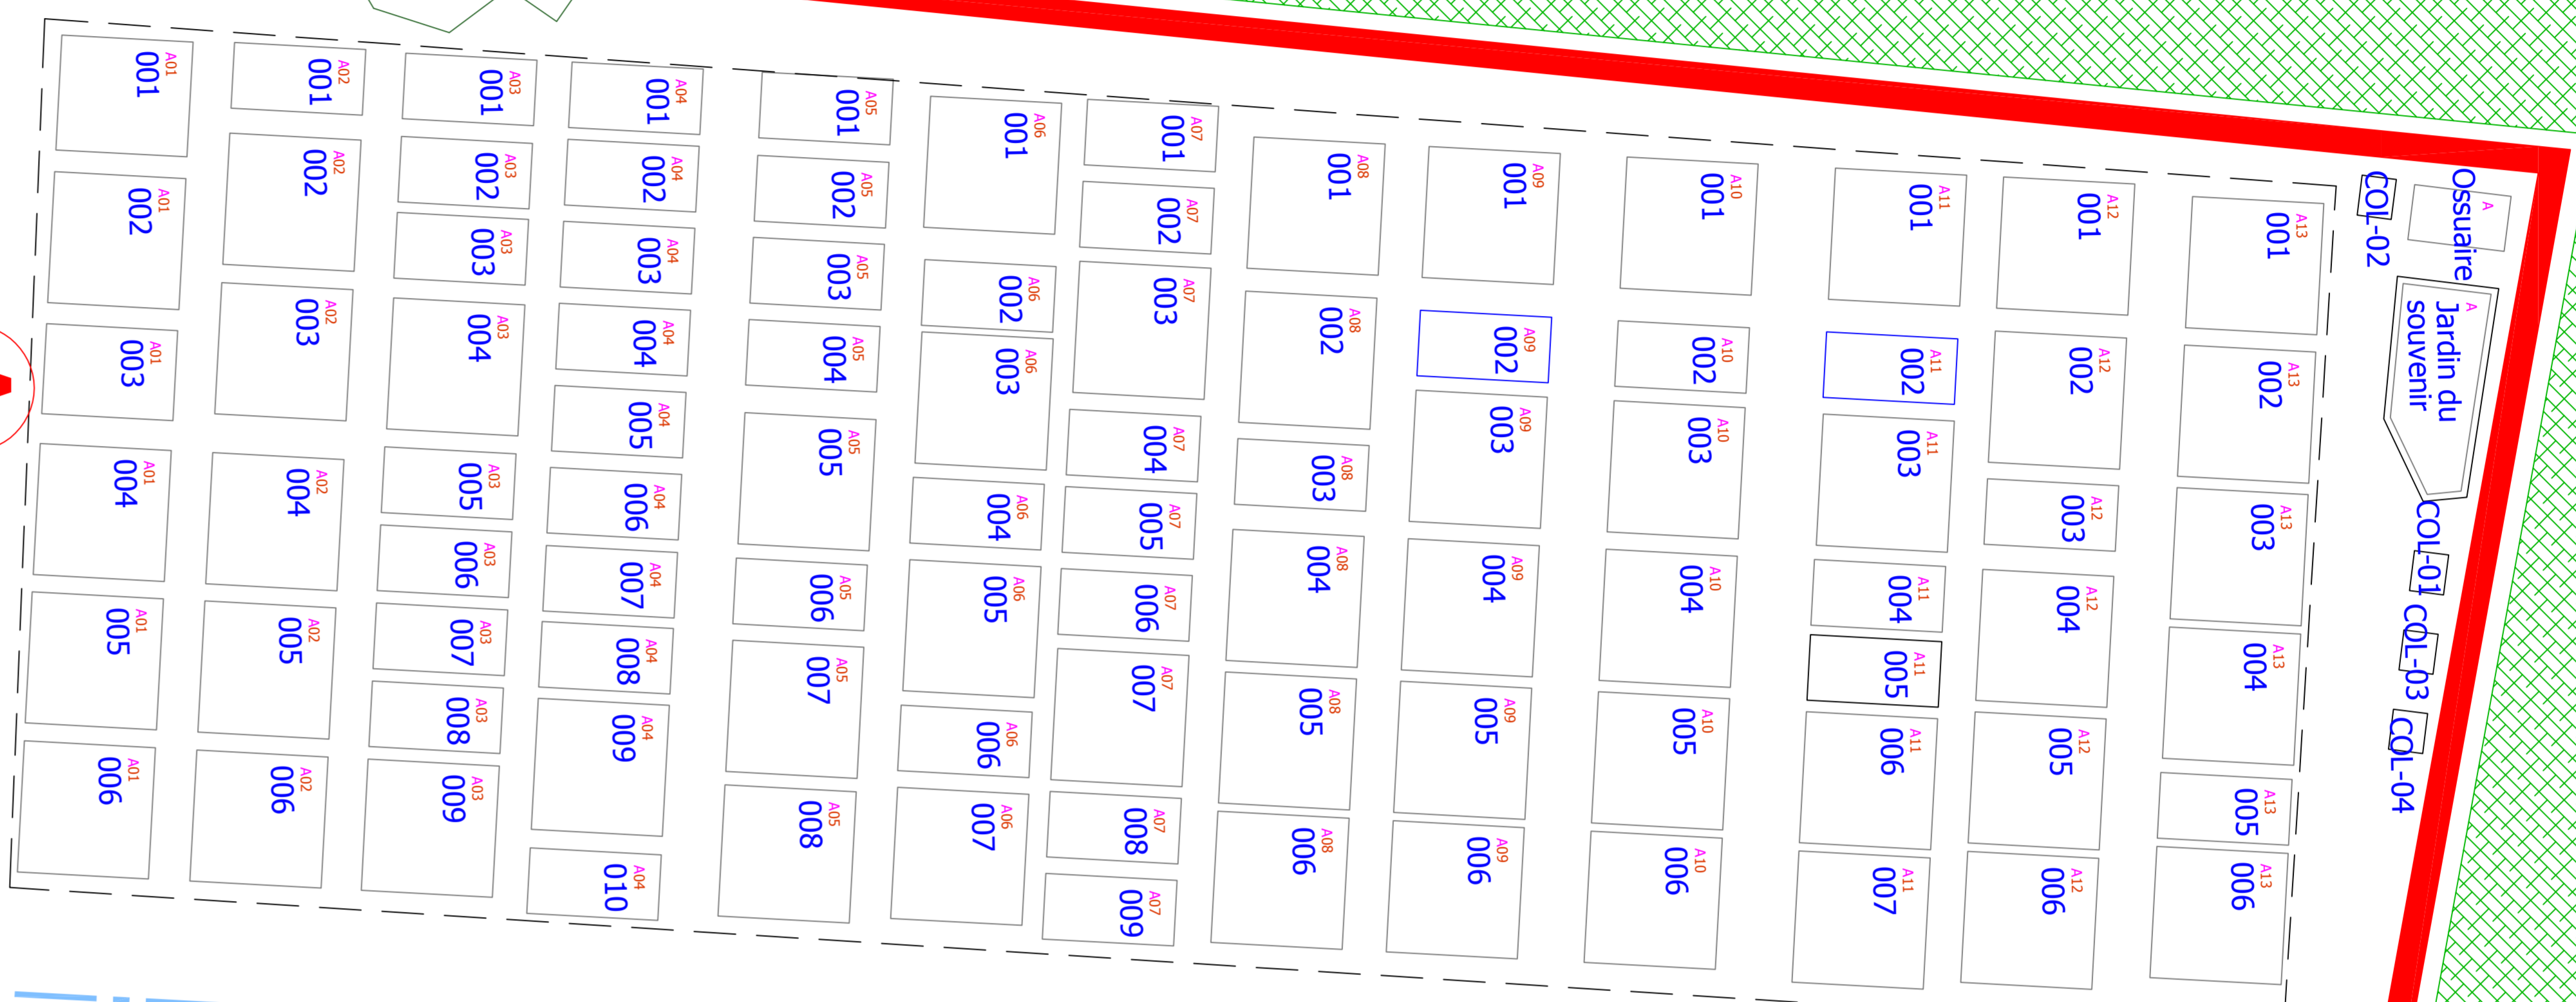 A01
001
A01
002
A01
003
A01
004
A01
005
A01
006
A02
001
A02
002
A02
003
A02
004
A02
005
A02
006
A03
001
A03
002
A03
003
A03
004
A03
005
A03
006
A03
007
A03
008
A03
009
A04
001
A04
002
A04
003
A04
004
A04
005
A04
006
A04
007
A04
008
A04
009
A04
010
A05
001
A05
002
A05
003
A05
004
A05
005
A05
006
A05
007
A05
008
A06
001
A06
002
A06
003
A06
004
A06
005
A06
006
A06
007
A07
001
A07
002
A07
003
A07
004
A07
005
A07
006
A07
007
A07
008
A07
009
A08
001
A08
002
A08
003
A08
004
A08
005
A08
006
A09
001
A09
002
A09
003
A09
004
A09
005
A09
006
A10
001
A10
002
A10
003
A10
004
A10
005
A10
006
A11
001
A11
002
A11
003
A11
004
A11
005
A11
006
A11
007
A12
001
A12
002
A12
003
A12
004
A12
005
A12
006
A13
001
A13
002
A13
003
A13
004
A13
005
A13
006
COL-02
A
Ossuaire
A
Jardin du
souvenir
COL-01
COL-03
COL-04